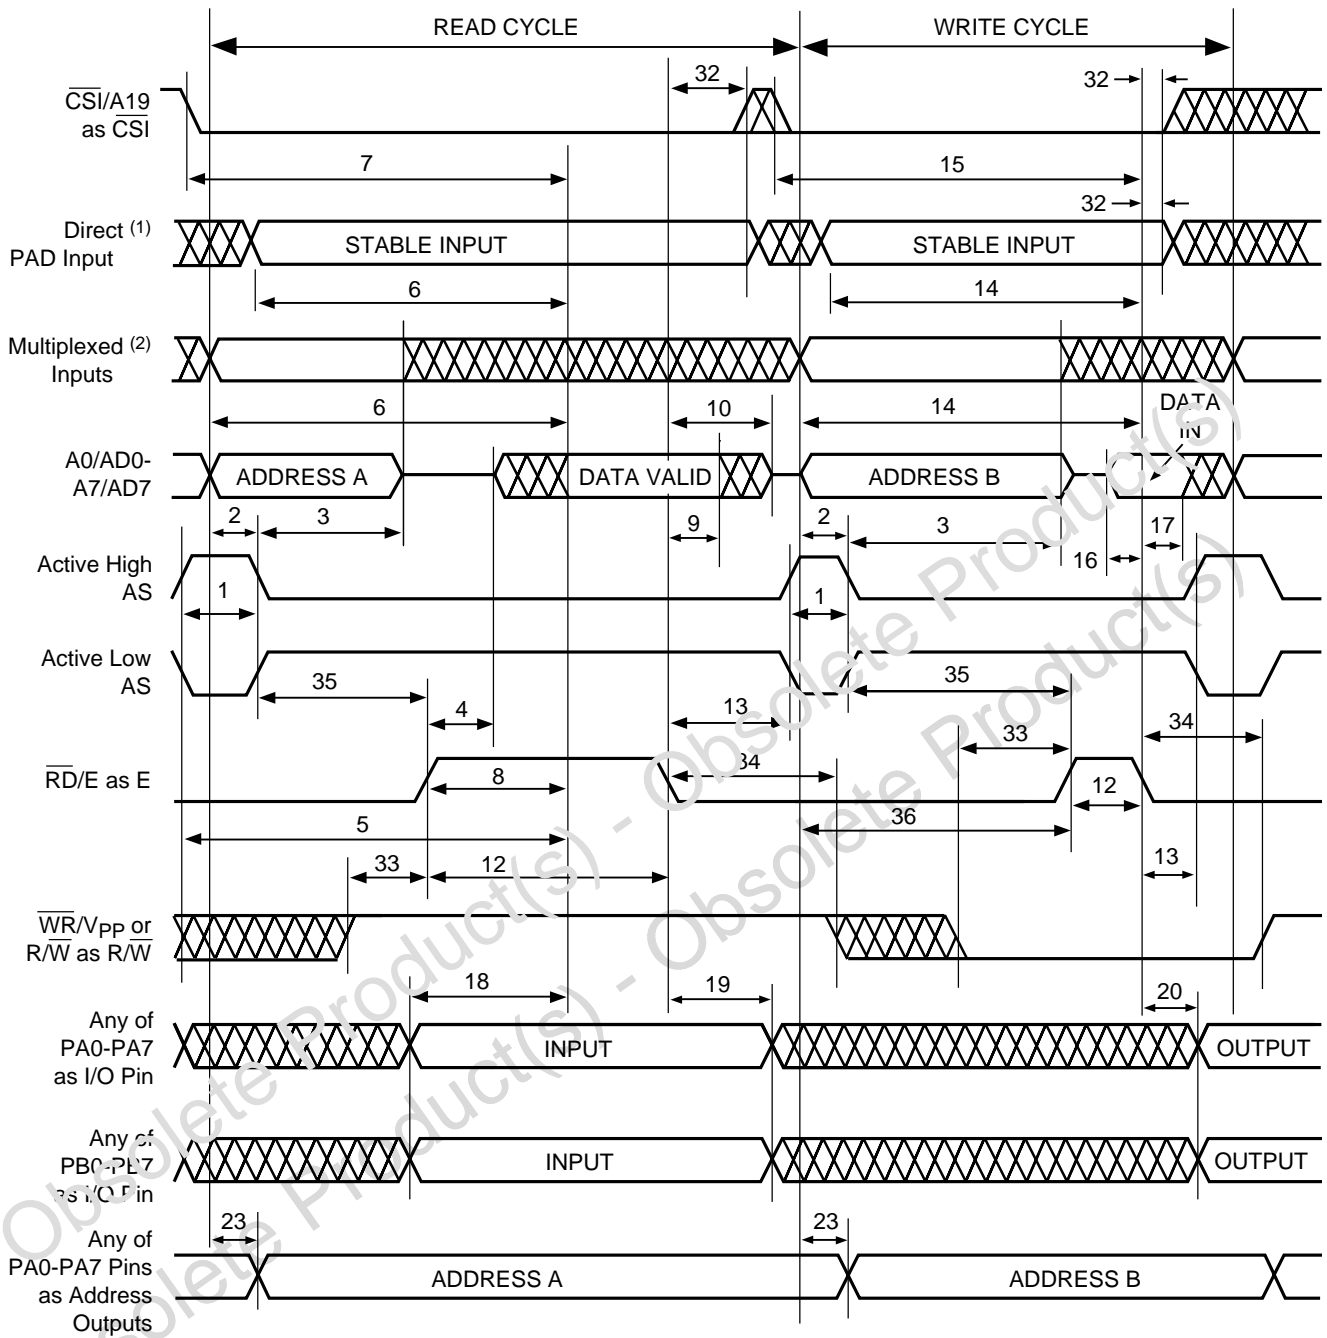 READ CYCLE
WRITE CYCLE
32
32
CSI/A19
as CSI
7
15
32
Direct (1)
PAD Input
STABLE INPUT
STABLE INPUT
6
14
Multiplexed (2)
Inputs
6
10
14
DATA
IN
A0/AD0-
A7/AD7
ADDRESS A
DATA VALID
ADDRESS B
2
3
9
2
3
17
16
Active High
AS
1
1
Active Low
AS
35
35
4
13
34
33
34
RD/E as E
8
12
5
36
33
12
13
WR/VPP or
R/W as R/W
18
19
20
Any of
PA0-PA7
as I/O Pin
INPUT
OUTPUT
Any of
PB0-PB7
as I/O Pin
INPUT
OUTPUT
23
23
Any of
PA0-PA7 Pins
as Address
Outputs
ADDRESS A
ADDRESS B
Obsolete Product(s) - Obsolete Product(s)
Obsolete Product(s) - Obsolete Product(s)